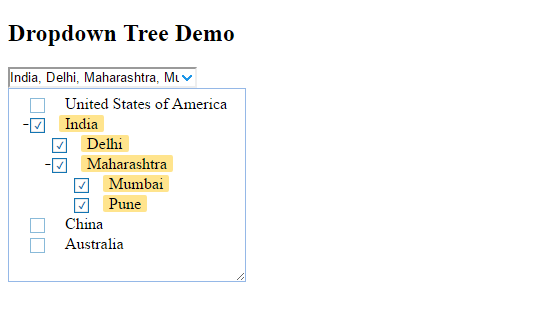 Dropdown Tree Demo
India, Delhi, Maharashtra, Mu
United States of America
India
Delhi
Maharashtra
Mumbai
Pune
China
Australia